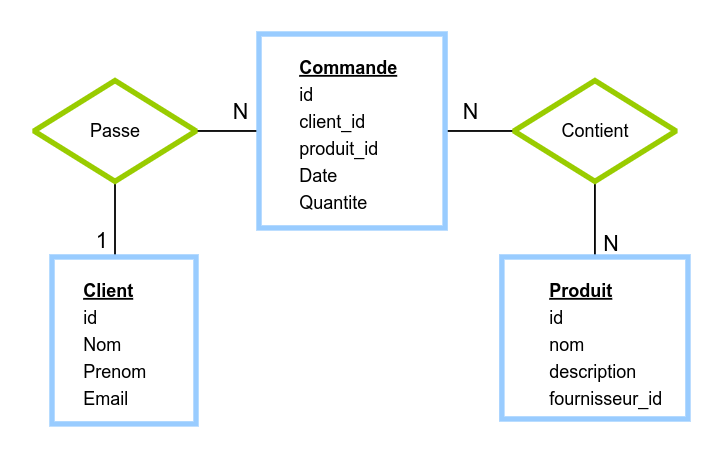 Passe
N
Commande
id
client_id
produit_id
Date
Quantite
N
Contient
1
Client
id
Nom
Prenom
Email
N
Produit
id
nom
description
fournisseur_id